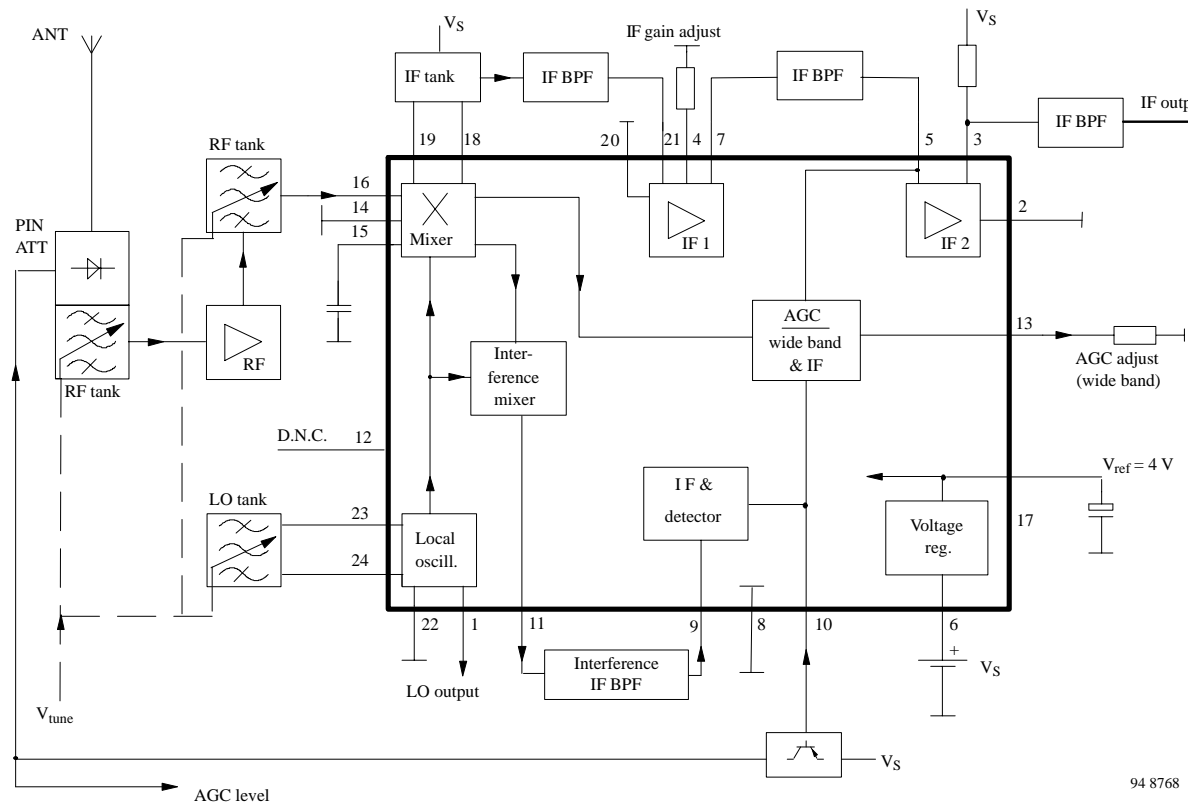 V_S
V_S
ANT
IF gain adjust
IF tank
IF BPF
IF BPF
IF BPF
IF outp
19
18
20
21
4
7
5
3
RF tank
16
14
15
Mixer
IF 1
IF 2
2
PIN
ATT
RF
RF tank
AGC
wide band
& IF
13
AGC adjust
(wide band)
Inter-
ference
mixer
D.N.C.
12
V_ref = 4 V
I F &
detector
Voltage
reg.
17
LO tank
23
24
Local
oscill.
22
1
11
9
8
10
6
LO output
Interference
IF BPF
+
V_S
V_tune
V_S
AGC level
94 8768